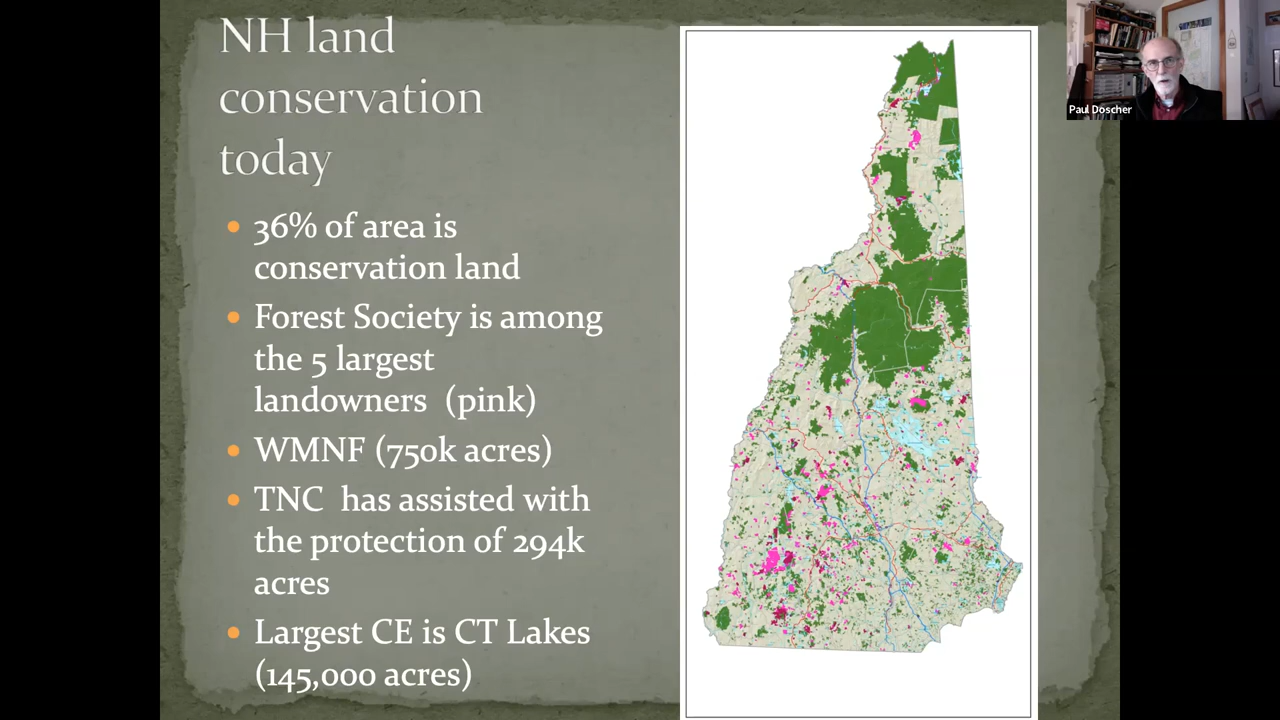 NH land
conservation
today
• 36% of area is
conservation land
• Forest Society is among
the 5 largest
landowners (pink)
• WMNF (750k acres)
• TNC has assisted with
the protection of 294k
acres
• Largest CE is CT Lakes
(145,000 acres)
Paul Doscher